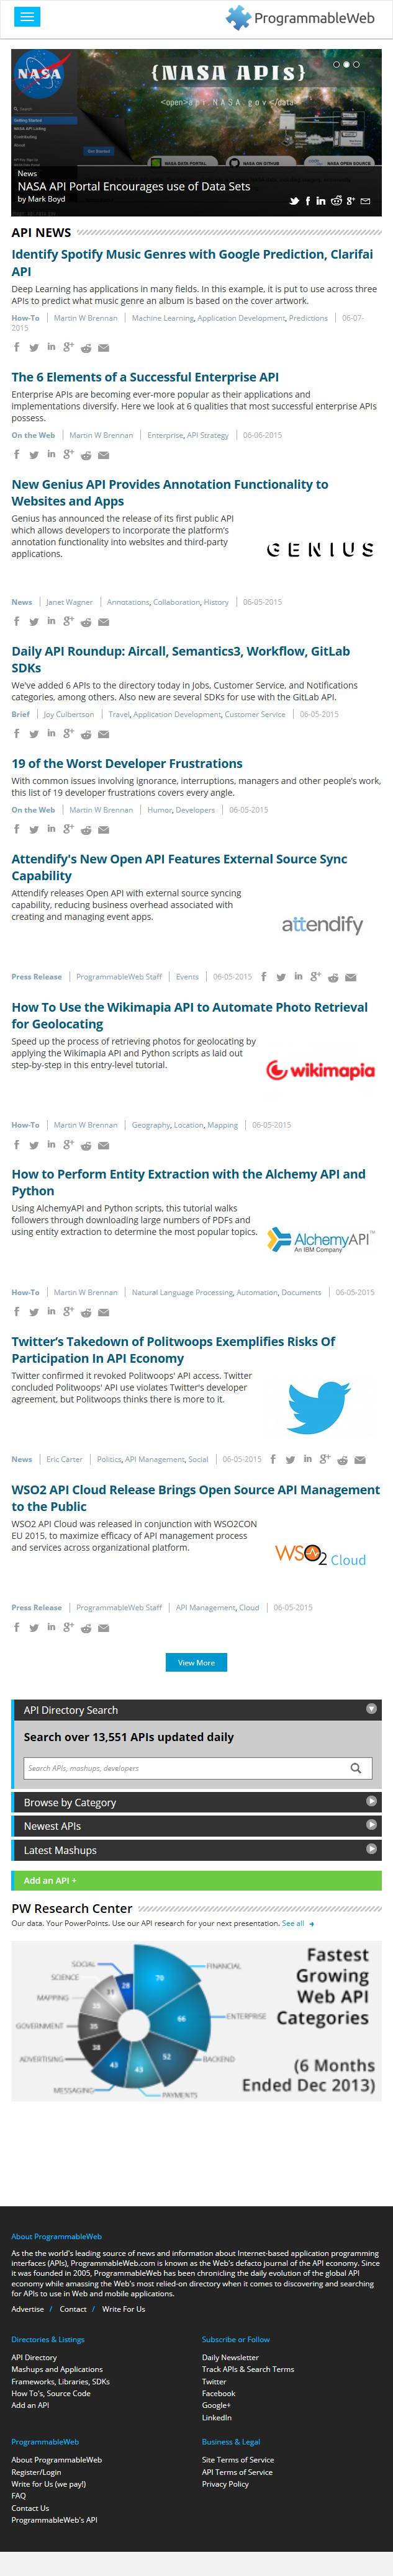 ProgrammableWeb
NASA
{NASA APIs}
<open>api.NASA.gov</data>
Search
Getting Started
NASA API Listing
Contributing
About
Get Started
NASA DATA PORTAL
NASA ON GITHUB
NASA OPEN SOURCE
News
NASA API Portal Encourages use of Data Sets
by Mark Boyd
API NEWS
Identify Spotify Music Genres with Google Prediction, Clarifai
API
Deep Learning has applications in many fields. In this example, it is put to use across three
APIs to predict what music genre an album is based on the cover artwork.
How-To | Martin W Brennan | Machine Learning, Application Development, Predictions | 06-07-
2015
The 6 Elements of a Successful Enterprise API
Enterprise APIs are becoming ever-more popular as their applications and
implementations diversify. Here we look at 6 qualities that most successful enterprise APIs
possess.
On the Web | Martin W Brennan | Enterprise, API Strategy | 06-06-2015
New Genius API Provides Annotation Functionality to
Websites and Apps
Genius has announced the release of its first public API
which allows developers to incorporate the platform's
annotation functionality into websites and third-party
applications.
GENIUS
News | Janet Wagner | Annotations, Collaboration, History | 06-05-2015
Daily API Roundup: Aircall, Semantics3, Workflow, GitLab
SDKs
We've added 6 APIs to the directory today in Jobs, Customer Service, and Notifications
categories, among others. Also new are several SDKs for use with the GitLab API.
Brief | Joy Culbertson | Travel, Application Development, Customer Service | 06-05-2015
19 of the Worst Developer Frustrations
With common issues involving ignorance, interruptions, managers and other people's work,
this list of 19 developer frustrations covers every angle.
On the Web | Martin W Brennan | Humor, Developers | 06-05-2015
Attendify's New Open API Features External Source Sync
Capability
Attendify releases Open API with external source syncing
capability, reducing business overhead associated with
creating and managing event apps.
attendify
Press Release | ProgrammableWeb Staff | Events | 06-05-2015
How To Use the Wikimapia API to Automate Photo Retrieval
for Geolocating
Speed up the process of retrieving photos for geolocating by
applying the Wikimapia API and Python scripts as laid out
step-by-step in this entry-level tutorial.
wikimapia
How-To | Martin W Brennan | Geography, Location, Mapping | 06-05-2015
How to Perform Entity Extraction with the Alchemy API and
Python
Using AlchemyAPI and Python scripts, this tutorial walks
followers through downloading large numbers of PDFs and
using entity extraction to determine the most popular topics.
AlchemyAPI™
An IBM Company
How-To | Martin W Brennan | Natural Language Processing, Automation, Documents | 06-05-2015
Twitter's Takedown of Politwoops Exemplifies Risks Of
Participation In API Economy
Twitter confirmed it revoked Politwoops' API access. Twitter
concluded Politwoops' API use violates Twitter's developer
agreement, but Politwoops thinks there is more to it.
News | Eric Carter | Politics, API Management, Social | 06-05-2015
WSO2 API Cloud Release Brings Open Source API Management
to the Public
WSO2 API Cloud was released in conjunction with WSO2CON
EU 2015, to maximize efficacy of API management process
and services across organizational platform.
WSO2 Cloud
Press Release | ProgrammableWeb Staff | API Management, Cloud | 06-05-2015
View More
API Directory Search
Search over 13,551 APIs updated daily
Search APIs, mashups, developers
Browse by Category
Newest APIs
Latest Mashups
Add an API +
PW Research Center
Our data. Your PowerPoints. Use our API research for your next presentation. See all
Fastest
Growing
Web API
Categories
(6 Months
Ended Dec 2013)
SOCIAL
SCIENCE
MAPPING
GOVERNMENT
ADVERTISING
MESSAGING
PAYMENTS
BACKEND
ENTERPRISE
FINANCIAL
70
66
52
43
43
38
35
35
31
28
About ProgrammableWeb
As the the world's leading source of news and information about Internet-based application programming
interfaces (APIs), ProgrammableWeb.com is known as the Web's defacto journal of the API economy. Since
it was founded in 2005, ProgrammableWeb has been chronicling the daily evolution of the global API
economy while amassing the Web's most relied-on directory when it comes to discovering and searching
for APIs to use in Web and mobile applications.
Advertise / Contact / Write For Us
Directories & Listings
API Directory
Mashups and Applications
Frameworks, Libraries, SDKs
How To's, Source Code
Add an API
Subscribe or Follow
Daily Newsletter
Track APIs & Search Terms
Twitter
Facebook
Google+
LinkedIn
ProgrammableWeb
About ProgrammableWeb
Register/Login
Write for Us (we pay!)
FAQ
Contact Us
ProgrammableWeb's API
Business & Legal
Site Terms of Service
API Terms of Service
Privacy Policy